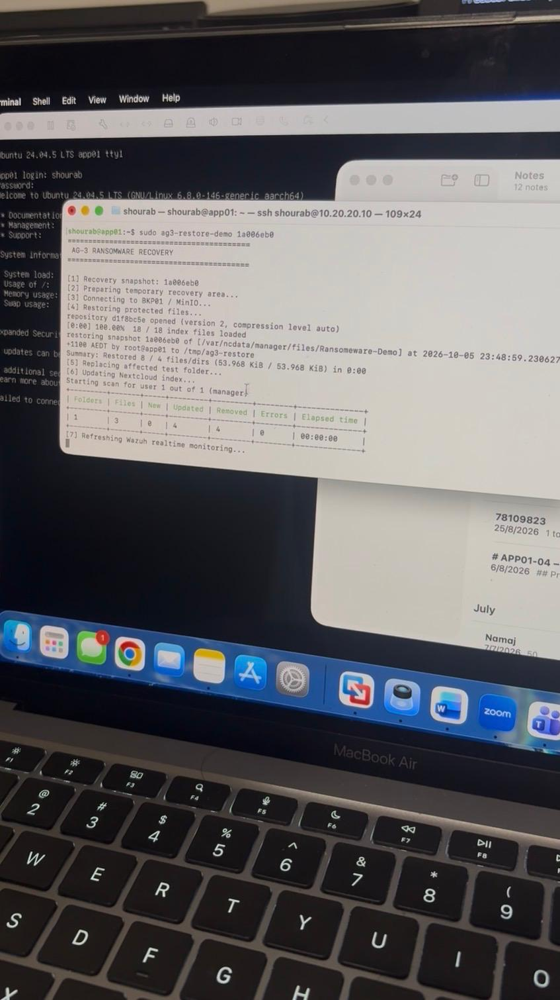 minal Shell Edit View Window Help
buntu 24.04.5 LTS app01 tty1
pp01 login: shourab
assword:
elcome to Ubuntu 24.04.5 LTS (GNU/Linux 6.8.0-146-generic aarch64)
* Documentatio
* Management:
* Support:
System informa
System load:
Usage of /:
Memory usage:
Swap usage:
xpanded Securi
updates can b
additional se
earn more abou
ailed to conne
Notes
12 notes
shourab — shourab@app01: ~ — ssh shourab@10.20.20.10 — 109×24
shourab@app01:~$ sudo ag3-restore-demo 1a006eb0
==========================================
AG-3 RANSOMWARE RECOVERY
==========================================
[1] Recovery snapshot: 1a006eb0
[2] Preparing temporary recovery area...
[3] Connecting to BKP01 / MinIO...
[4] Restoring protected files...
repository d1f8bc5e opened (version 2, compression level auto)
[0:00] 100.00% 18 / 18 index files loaded
restoring snapshot 1a006eb0 of [/var/ncdata/manager/files/Ransomeware-Demo] at 2026-10-05 23:48:59.230627
+1100 AEDT by root@app01 to /tmp/ag3-restore
Summary: Restored 8 / 4 files/dirs (53.968 KiB / 53.968 KiB) in 0:00
[5] Replacing affected test folder...
[6] Updating Nextcloud index...
Starting scan for user 1 out of 1 (manager)
| Folders | Files | New | Updated | Removed | Errors | Elapsed time |
| 1 | 3 | 0 | 4 | 4 | 0 | 00:00:00 |
[7] Refreshing Wazuh realtime monitoring...
78109823
25/8/2026 1 ta
# APP01-04 –
6/8/2026 ## Pr
July
Namaj
7/7/2026 50
1
W
zoom
T
MacBook Air
F1 F2 F3 F4 F5 F6 F7 F8
@ # $ % ^ & * (
2 3 4 5 6 7 8 9
W E R T Y U I O
S D F G H
X